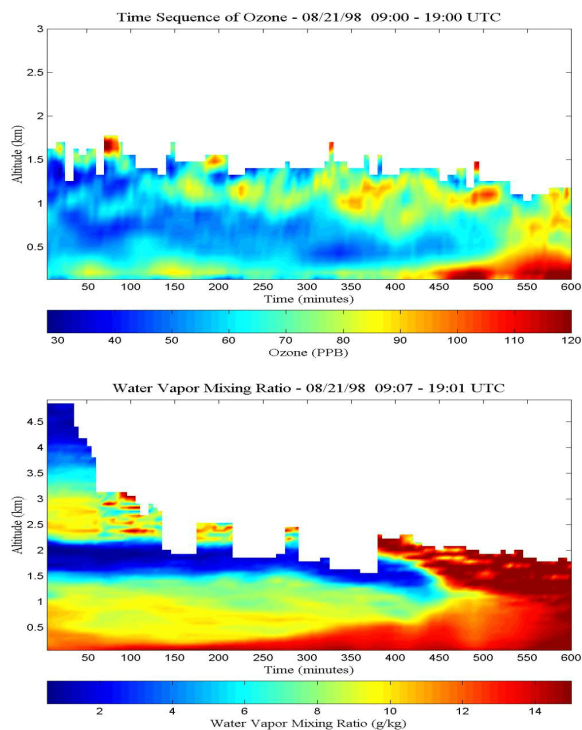 Time Sequence of Ozone - 08/21/98 09:00 - 19:00 UTC
3
2.5
2
1.5
1
0.5
Altitude (km)
50 100 150 200 250 300 350 400 450 500 550 600
Time (minutes)
30 40 50 60 70 80 90 100 110 120
Ozone (PPB)
Water Vapor Mixing Ratio - 08/21/98 09:07 - 19:01 UTC
4.5
4
3.5
3
2.5
2
1.5
1
0.5
Altitude (km)
50 100 150 200 250 300 350 400 450 500 550 600
Time (minutes)
2 4 6 8 10 12 14
Water Vapor Mixing Ratio (g/kg)